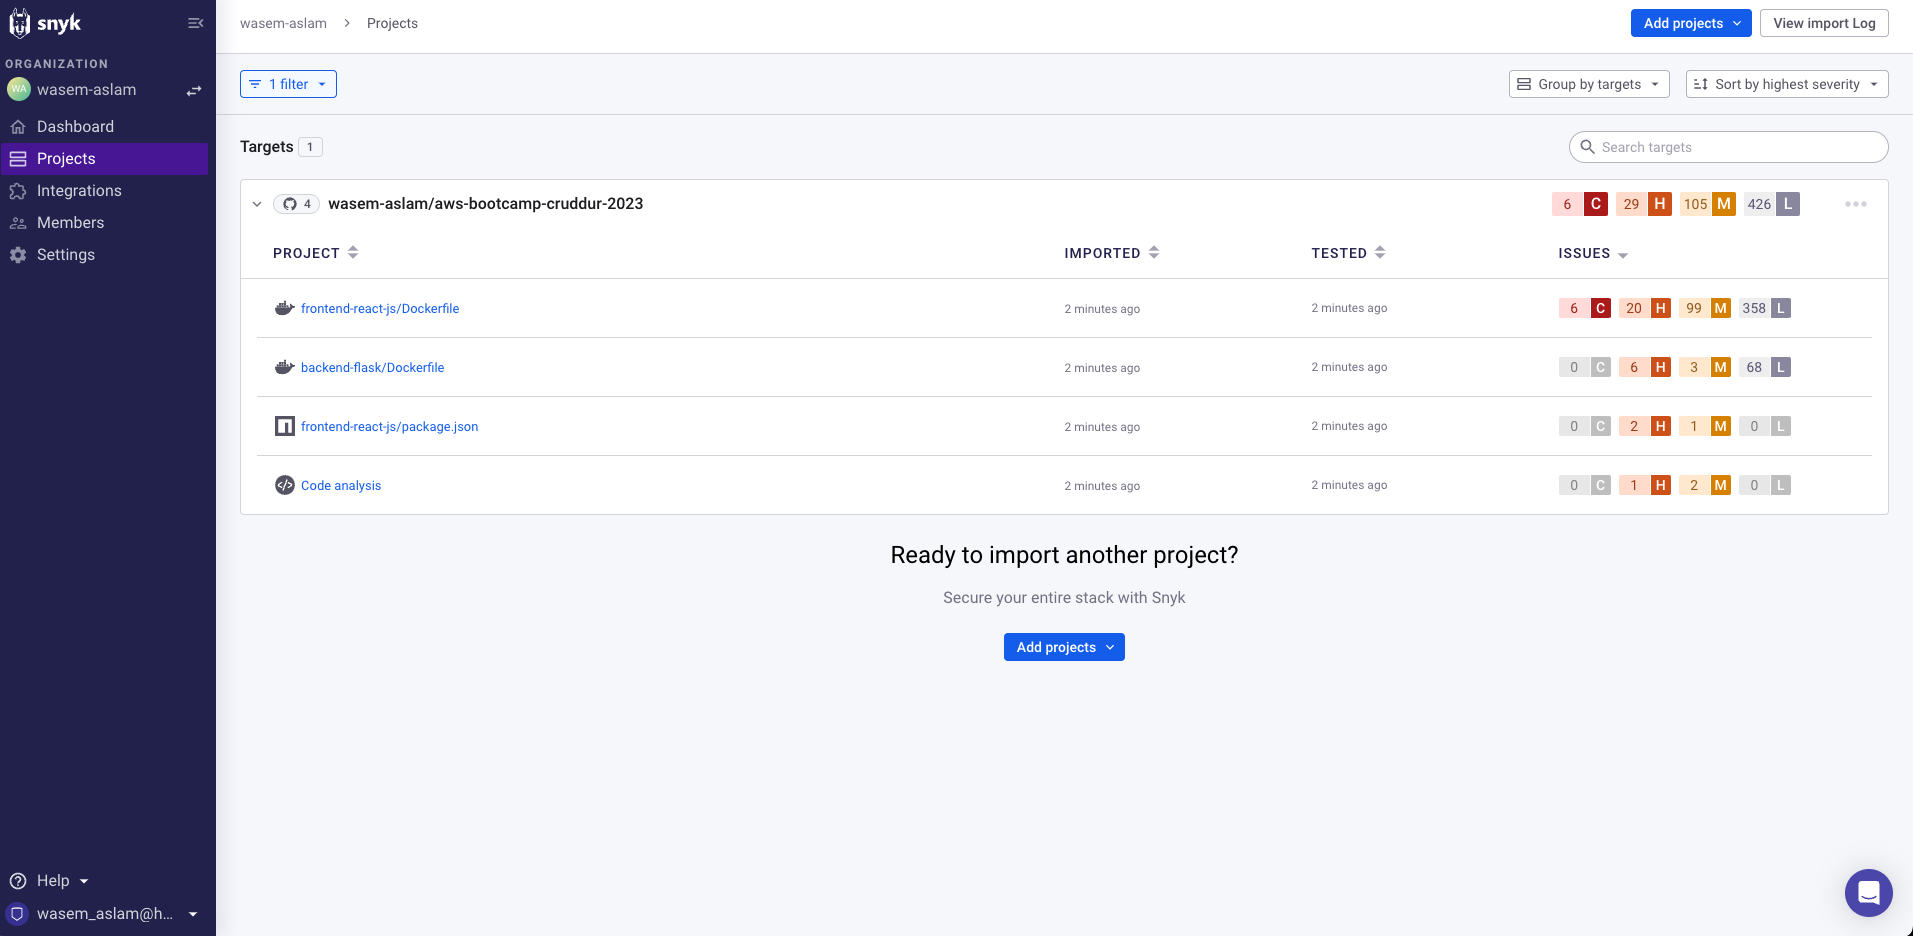 snyk
wasem-aslam > Projects
Add projects
View import Log
ORGANIZATION
WA wasem-aslam
Dashboard
Projects
Integrations
Members
Settings
1 filter
Group by targets
Sort by highest severity
Targets 1
Search targets
4 wasem-aslam/aws-bootcamp-cruddur-2023 6 C 29 H 105 M 426 L
PROJECT IMPORTED TESTED ISSUES
frontend-react-js/Dockerfile 2 minutes ago 2 minutes ago 6 C 20 H 99 M 358 L
backend-flask/Dockerfile 2 minutes ago 2 minutes ago 0 C 6 H 3 M 68 L
frontend-react-js/package.json 2 minutes ago 2 minutes ago 0 C 2 H 1 M 0 L
Code analysis 2 minutes ago 2 minutes ago 0 C 1 H 2 M 0 L
Ready to import another project?
Secure your entire stack with Snyk
Add projects
Help
wasem_aslam@h...